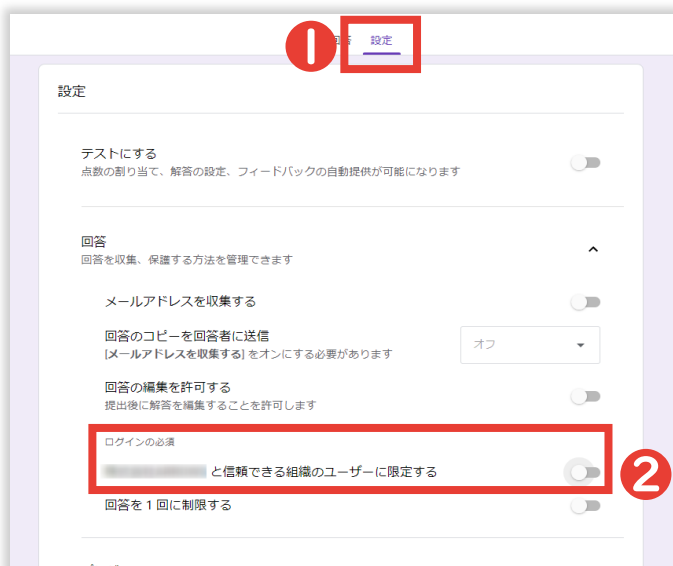 1
回答 設定
設定
テストにする
点数の割り当て、解答の設定、フィードバックの自動提供が可能になります
回答
回答を収集、保護する方法を管理できます
メールアドレスを収集する
回答のコピーを回答者に送信
オフ
[メールアドレスを収集する] をオンにする必要があります
回答の編集を許可する
提出後に解答を編集することを許可します
ログインの必須
と信頼できる組織のユーザーに限定する
2
回答を 1 回に制限する